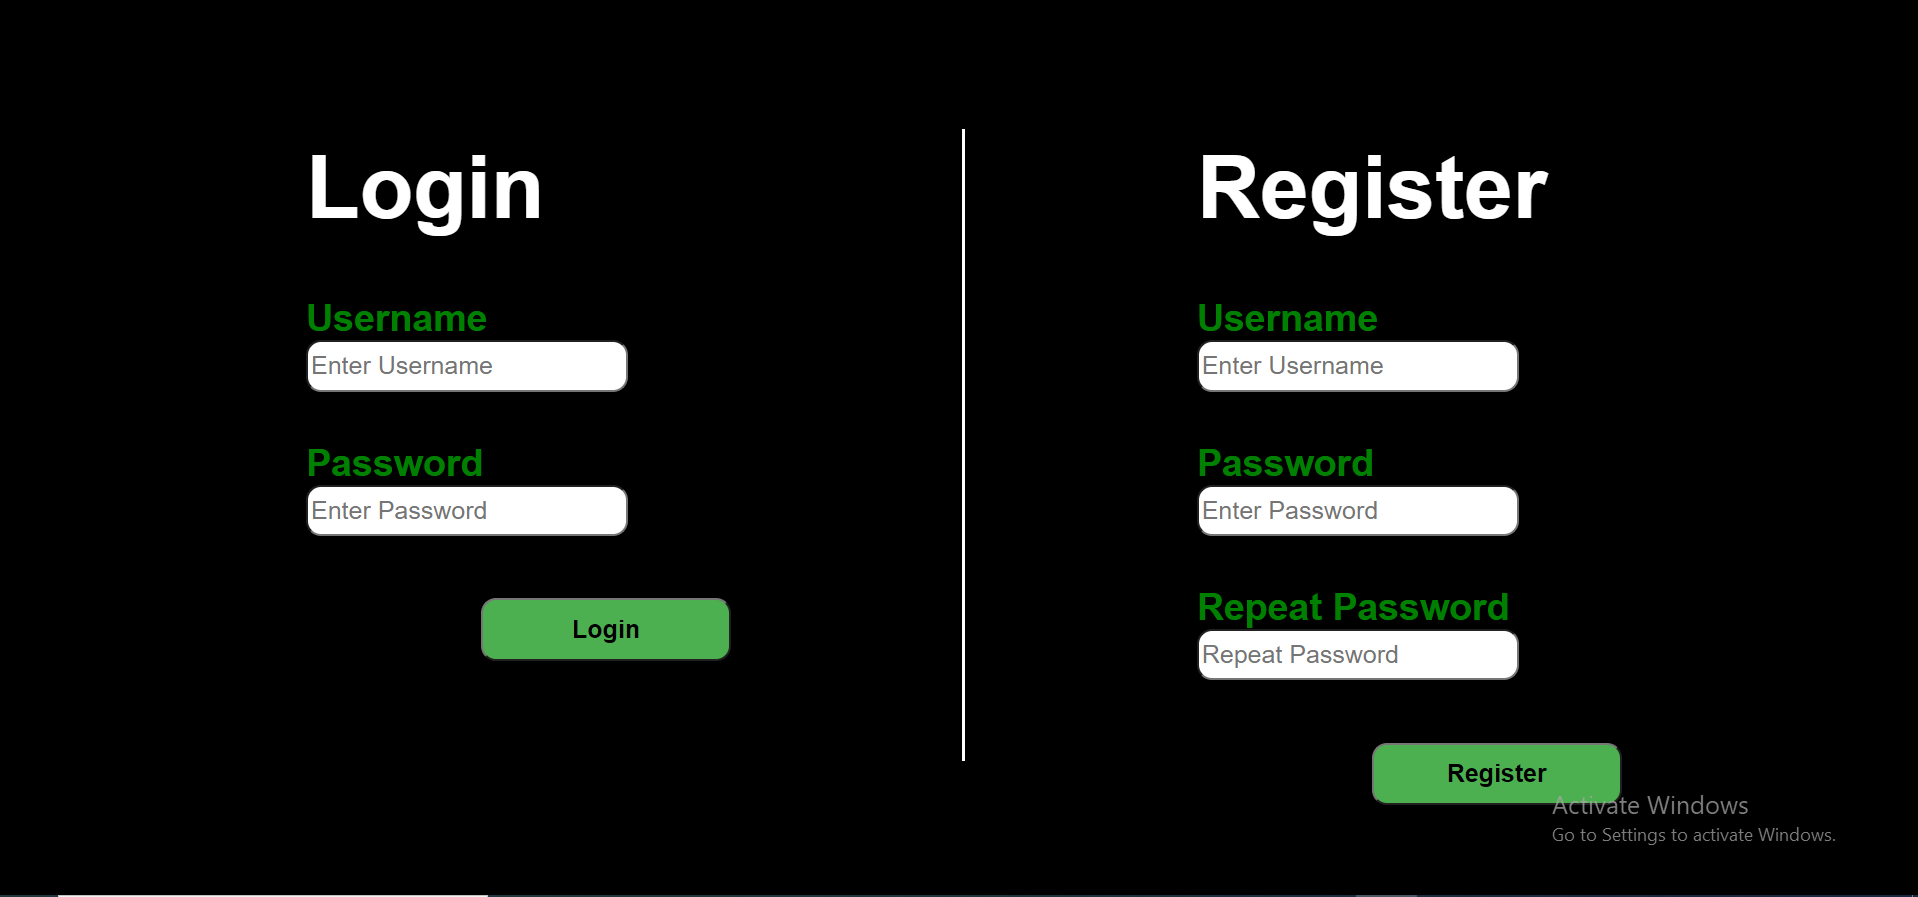 Login
Username
Enter Username
Password
Enter Password
Login
Register
Username
Enter Username
Password
Enter Password
Repeat Password
Repeat Password
Register
Activate Windows
Go to Settings to activate Windows.